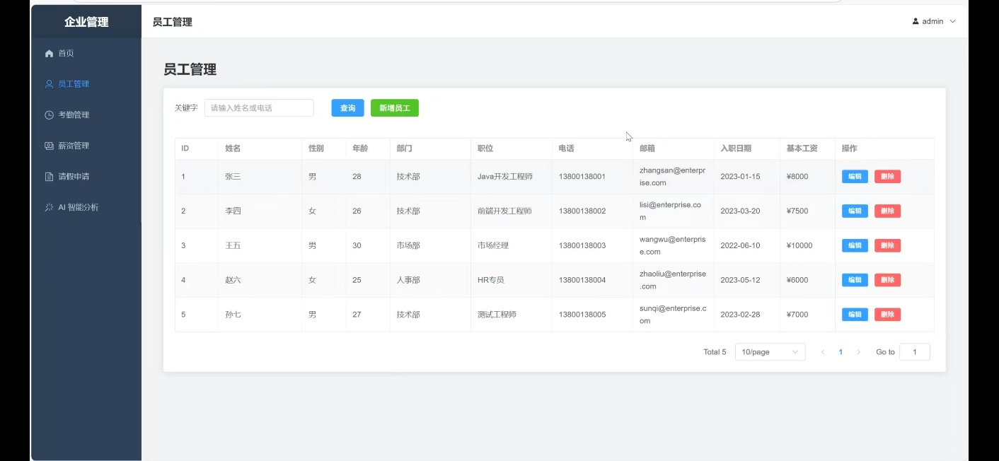 企业管理
员工管理
admin
首页
员工管理
考勤管理
薪资管理
请假申请
AI 智能分析
员工管理
关键字 请输入姓名或电话 查询 新增员工
ID 姓名 性别 年龄 部门 职位 电话 邮箱 入职日期 基本工资 操作
1 张三 男 28 技术部 Java开发工程师 13800138001 zhangsan@enterpr
ise.com 2023-01-15 ¥8000 编辑 删除
2 李四 女 26 技术部 前端开发工程师 13800138002 lisi@enterprise.co
m 2023-03-20 ¥7500 编辑 删除
3 王五 男 30 市场部 市场经理 13800138003 wangwu@enterpris
e.com 2022-06-10 ¥10000 编辑 删除
4 赵六 女 25 人事部 HR专员 13800138004 zhaoliu@enterprise
.com 2023-05-12 ¥6000 编辑 删除
5 孙七 男 27 技术部 测试工程师 13800138005 sunqi@enterprise.c
om 2023-02-28 ¥7000 编辑 删除
Total 5 10/page 1 Go to 1